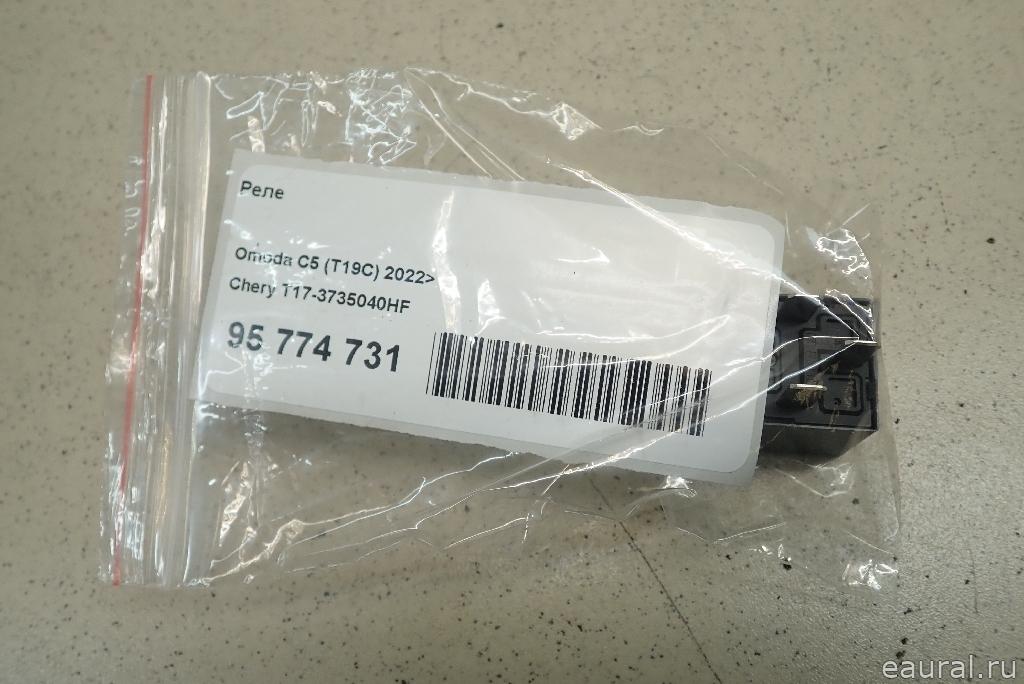 Реле
Omoda C5 (T19C) 2022>
Chery T17-3735040HF
95 774 731
eaural.ru